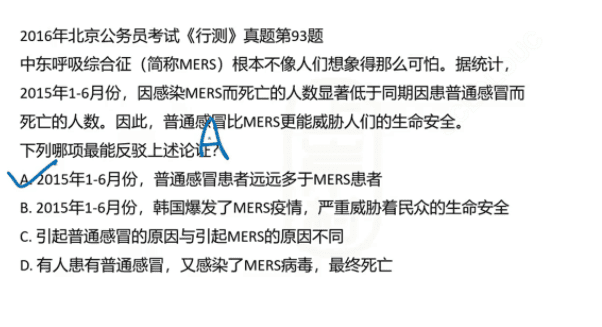 2016年北京公务员考试《行测》真题第93题
中东呼吸综合征（简称MERS）根本不像人们想象得那么可怕。据统计，
2015年1-6月份，因感染MERS而死亡的人数显著低于同期因患普通感冒而
死亡的人数。因此，普通感冒比MERS更能威胁人们的生命安全。
A
下列哪项最能反驳上述论证？
A. 2015年1-6月份，普通感冒患者远远多于MERS患者
B. 2015年1-6月份，韩国爆发了MERS疫情，严重威胁着民众的生命安全
C. 引起普通感冒的原因与引起MERS的原因不同
D. 有人患有普通感冒，又感染了MERS病毒，最终死亡